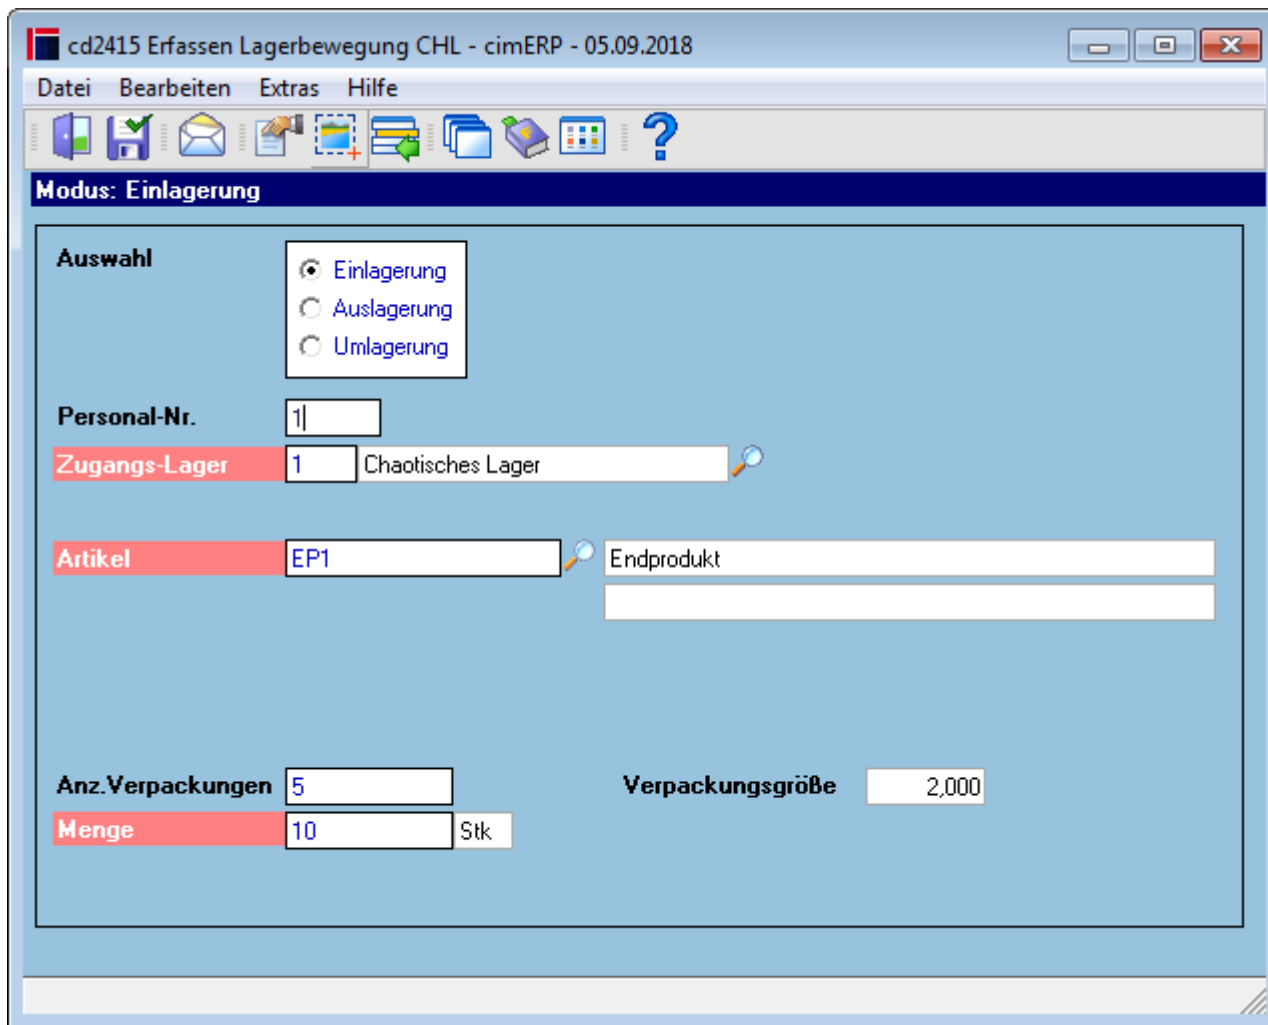 cd2415 Erfassen Lagerbewegung CHL - cimERP - 05.09.2018
Datei Bearbeiten Extras Hilfe
Modus: Einlagerung
Auswahl
Einlagerung
Auslagerung
Umlagerung
Personal-Nr. 1
Zugangs-Lager 1 Chaotisches Lager
Artikel EP1 Endprodukt
Anz.Verpackungen 5 Verpackungsgröße 2,000
Menge 10 Stk